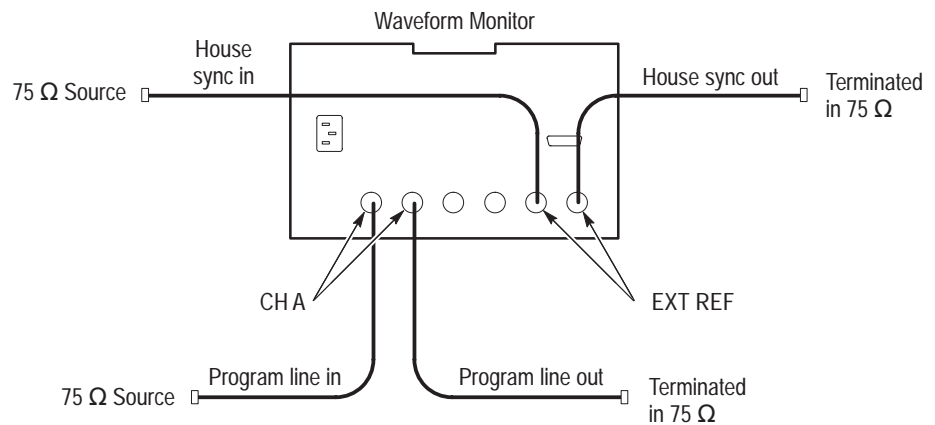 Waveform Monitor
House
sync in
75 Ω Source
House sync out
Terminated
in 75 Ω
CH A
EXT REF
Program line in
Program line out
75 Ω Source
Terminated
in 75 Ω